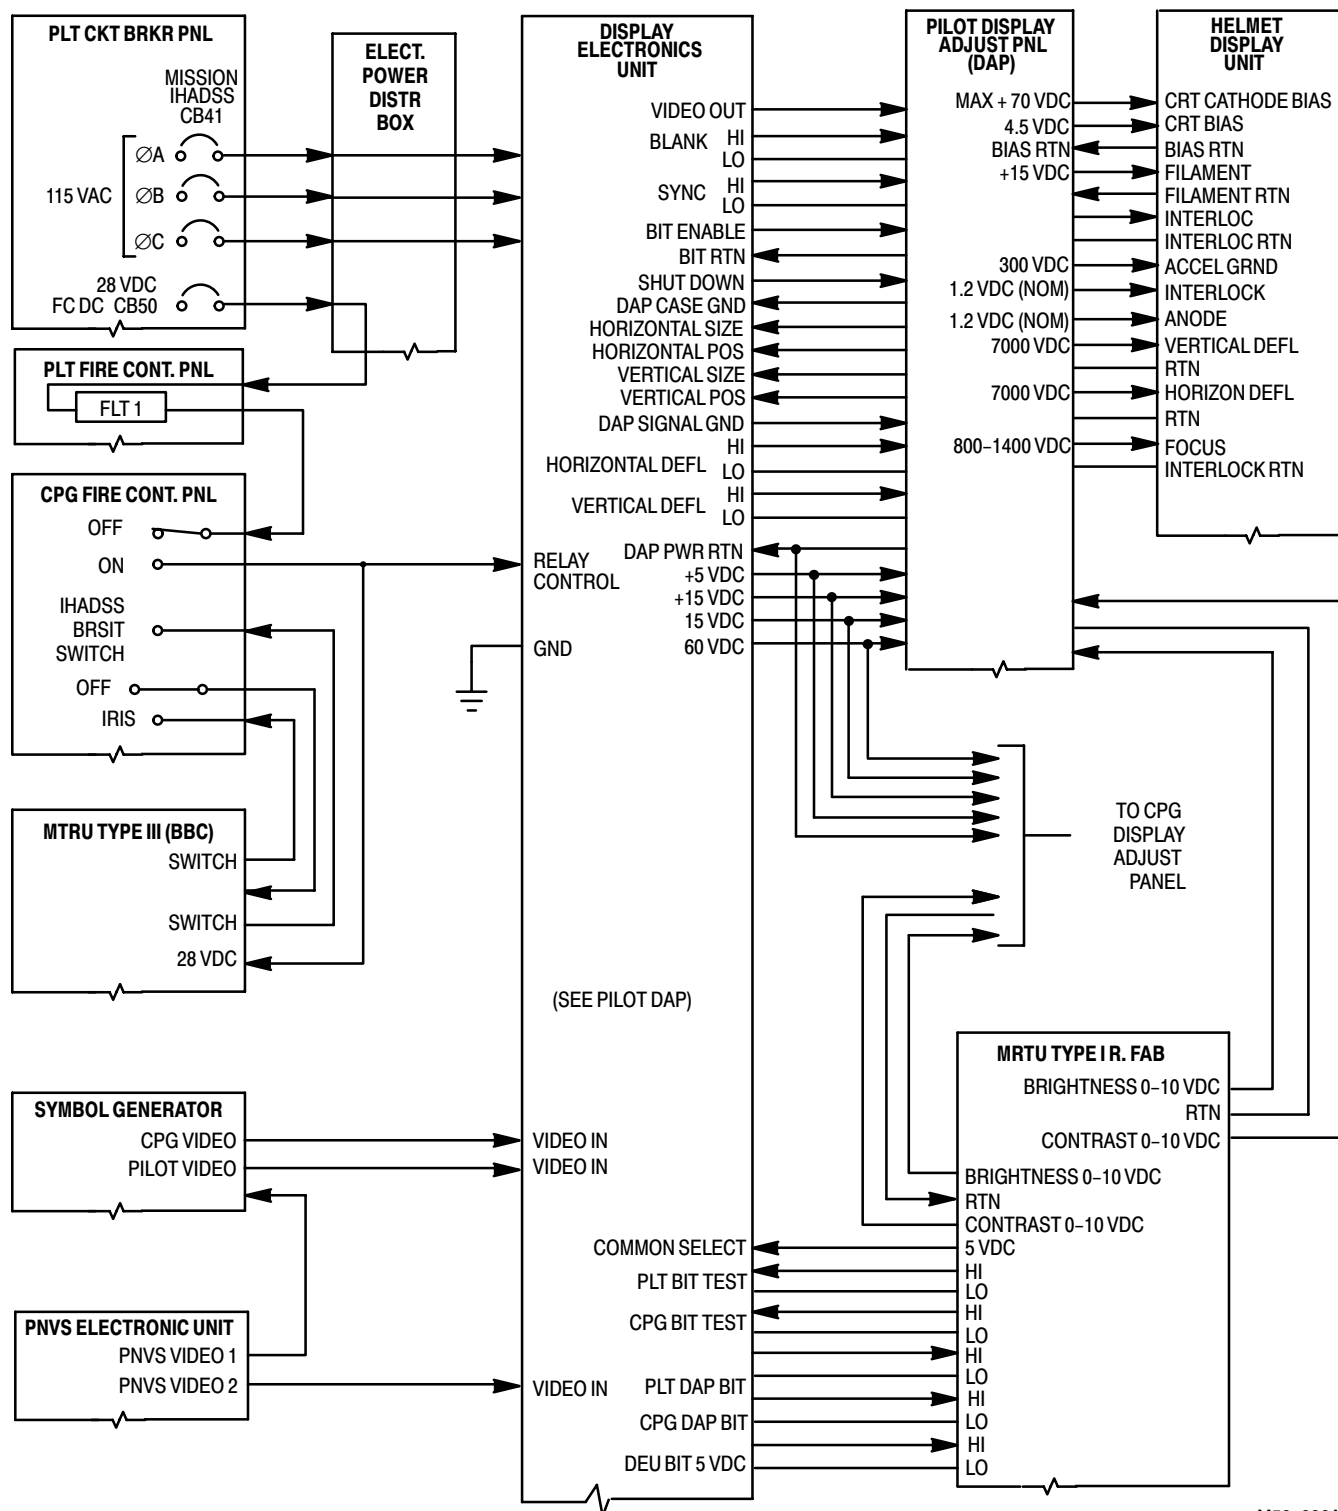 PLT CKT BRKR PNL
MISSION
IHADSS
CB41
ØA
115 VAC
ØB
ØC
28 VDC
FC DC CB50
ELECT.
POWER
DISTR
BOX
PLT FIRE CONT. PNL
FLT 1
CPG FIRE CONT. PNL
OFF
ON
IHADSS
BRSIT
SWITCH
OFF
IRIS
MTRU TYPE III (BBC)
SWITCH
SWITCH
28 VDC
SYMBOL GENERATOR
CPG VIDEO
PILOT VIDEO
PNVS ELECTRONIC UNIT
PNVS VIDEO 1
PNVS VIDEO 2
DISPLAY
ELECTRONICS
UNIT
VIDEO OUT
BLANK HI
LO
SYNC HI
LO
BIT ENABLE
BIT RTN
SHUT DOWN
DAP CASE GND
HORIZONTAL SIZE
HORIZONTAL POS
VERTICAL SIZE
VERTICAL POS
DAP SIGNAL GND
HI
HORIZONTAL DEFL LO
HI
VERTICAL DEFL
LO
DAP PWR RTN
RELAY
CONTROL
+5 VDC
+15 VDC
15 VDC
60 VDC
GND
(SEE PILOT DAP)
VIDEO IN
VIDEO IN
COMMON SELECT
PLT BIT TEST
CPG BIT TEST
VIDEO IN
PLT DAP BIT
CPG DAP BIT
DEU BIT 5 VDC
PILOT DISPLAY
ADJUST PNL
(DAP)
MAX + 70 VDC
4.5 VDC
BIAS RTN
+15 VDC
300 VDC
1.2 VDC (NOM)
1.2 VDC (NOM)
7000 VDC
7000 VDC
800–1400 VDC
HELMET
DISPLAY
UNIT
CRT CATHODE BIAS
CRT BIAS
BIAS RTN
FILAMENT
FILAMENT RTN
INTERLOC
INTERLOC RTN
ACCEL GRND
INTERLOCK
ANODE
VERTICAL DEFL
RTN
HORIZON DEFL
RTN
FOCUS
INTERLOCK RTN
TO CPG
DISPLAY
ADJUST
PANEL
MRTU TYPE I R. FAB
BRIGHTNESS 0–10 VDC
RTN
CONTRAST 0–10 VDC
BRIGHTNESS 0–10 VDC
RTN
CONTRAST 0–10 VDC
5 VDC
HI
LO
HI
LO
HI
LO
HI
LO
HI
LO